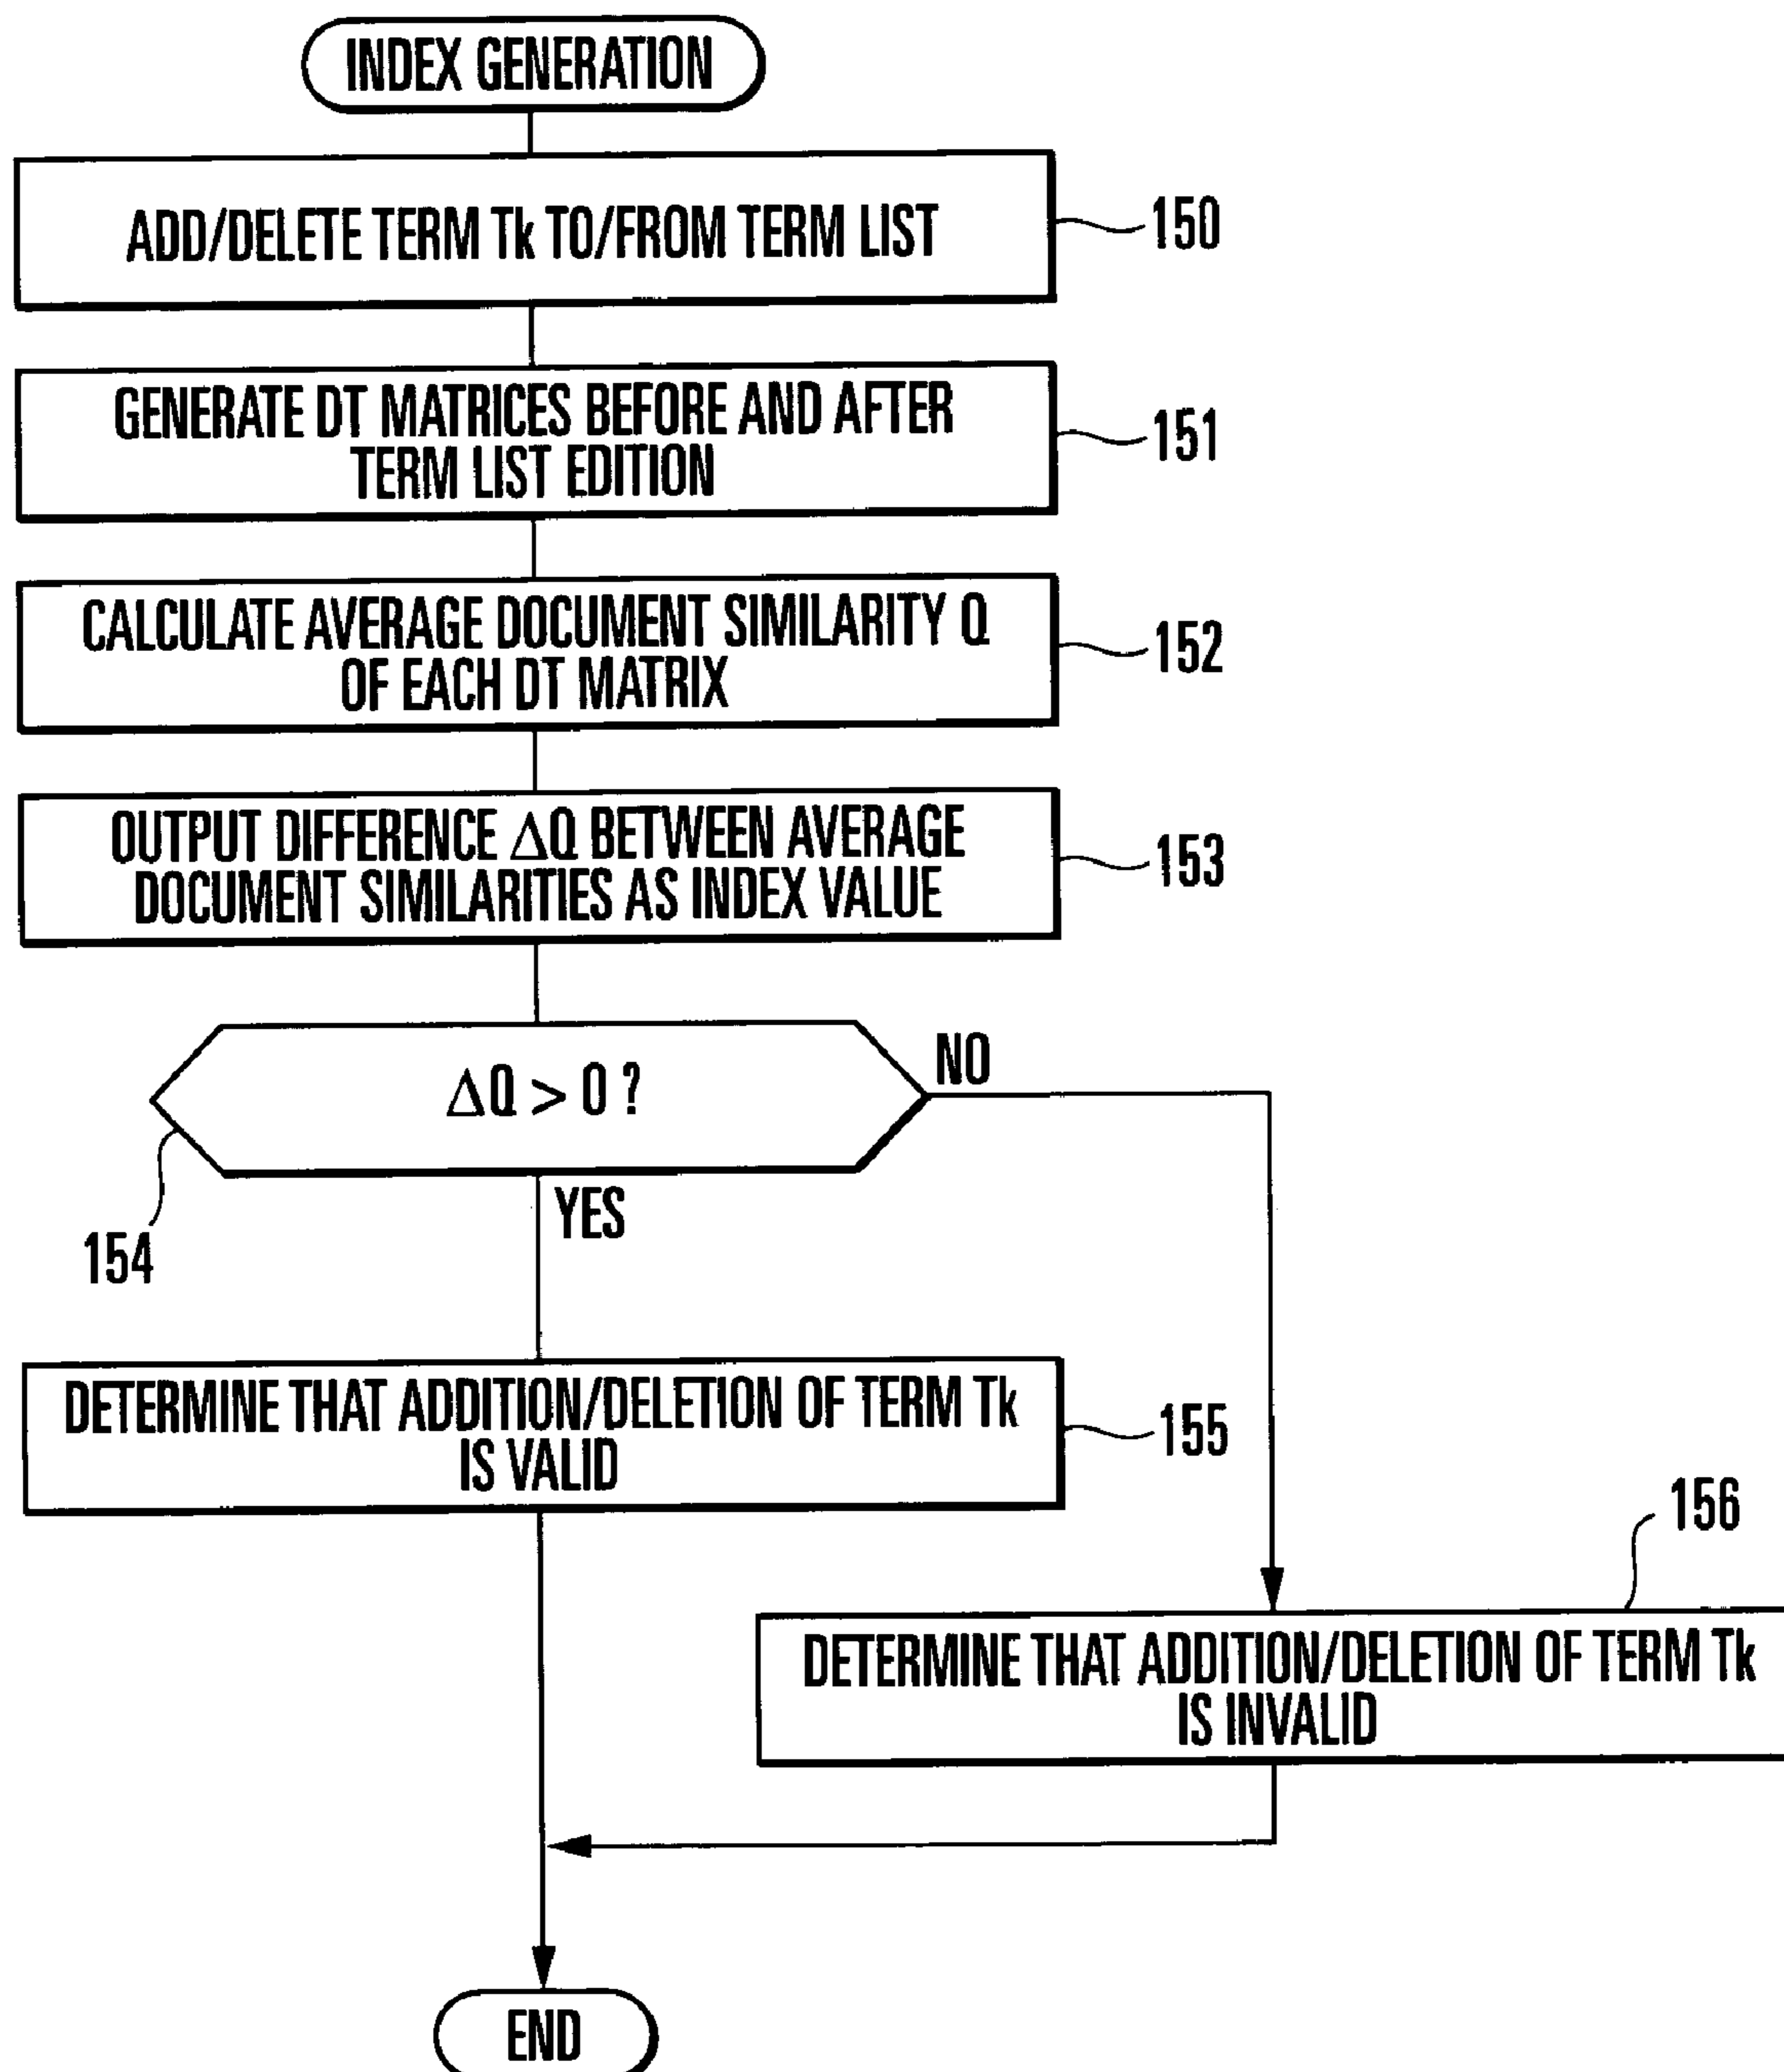 INDEX GENERATION
ADD/DELETE TERM Tk TO/FROM TERM LIST
150
GENERATE DT MATRICES BEFORE AND AFTER
TERM LIST EDITION
151
CALCULATE AVERAGE DOCUMENT SIMILARITY Q
OF EACH DT MATRIX
152
OUTPUT DIFFERENCE ΔQ BETWEEN AVERAGE
DOCUMENT SIMILARITIES AS INDEX VALUE
153
ΔQ > 0 ?
NO
YES
154
DETERMINE THAT ADDITION/DELETION OF TERM Tk
IS VALID
155
156
DETERMINE THAT ADDITION/DELETION OF TERM Tk
IS INVALID
END